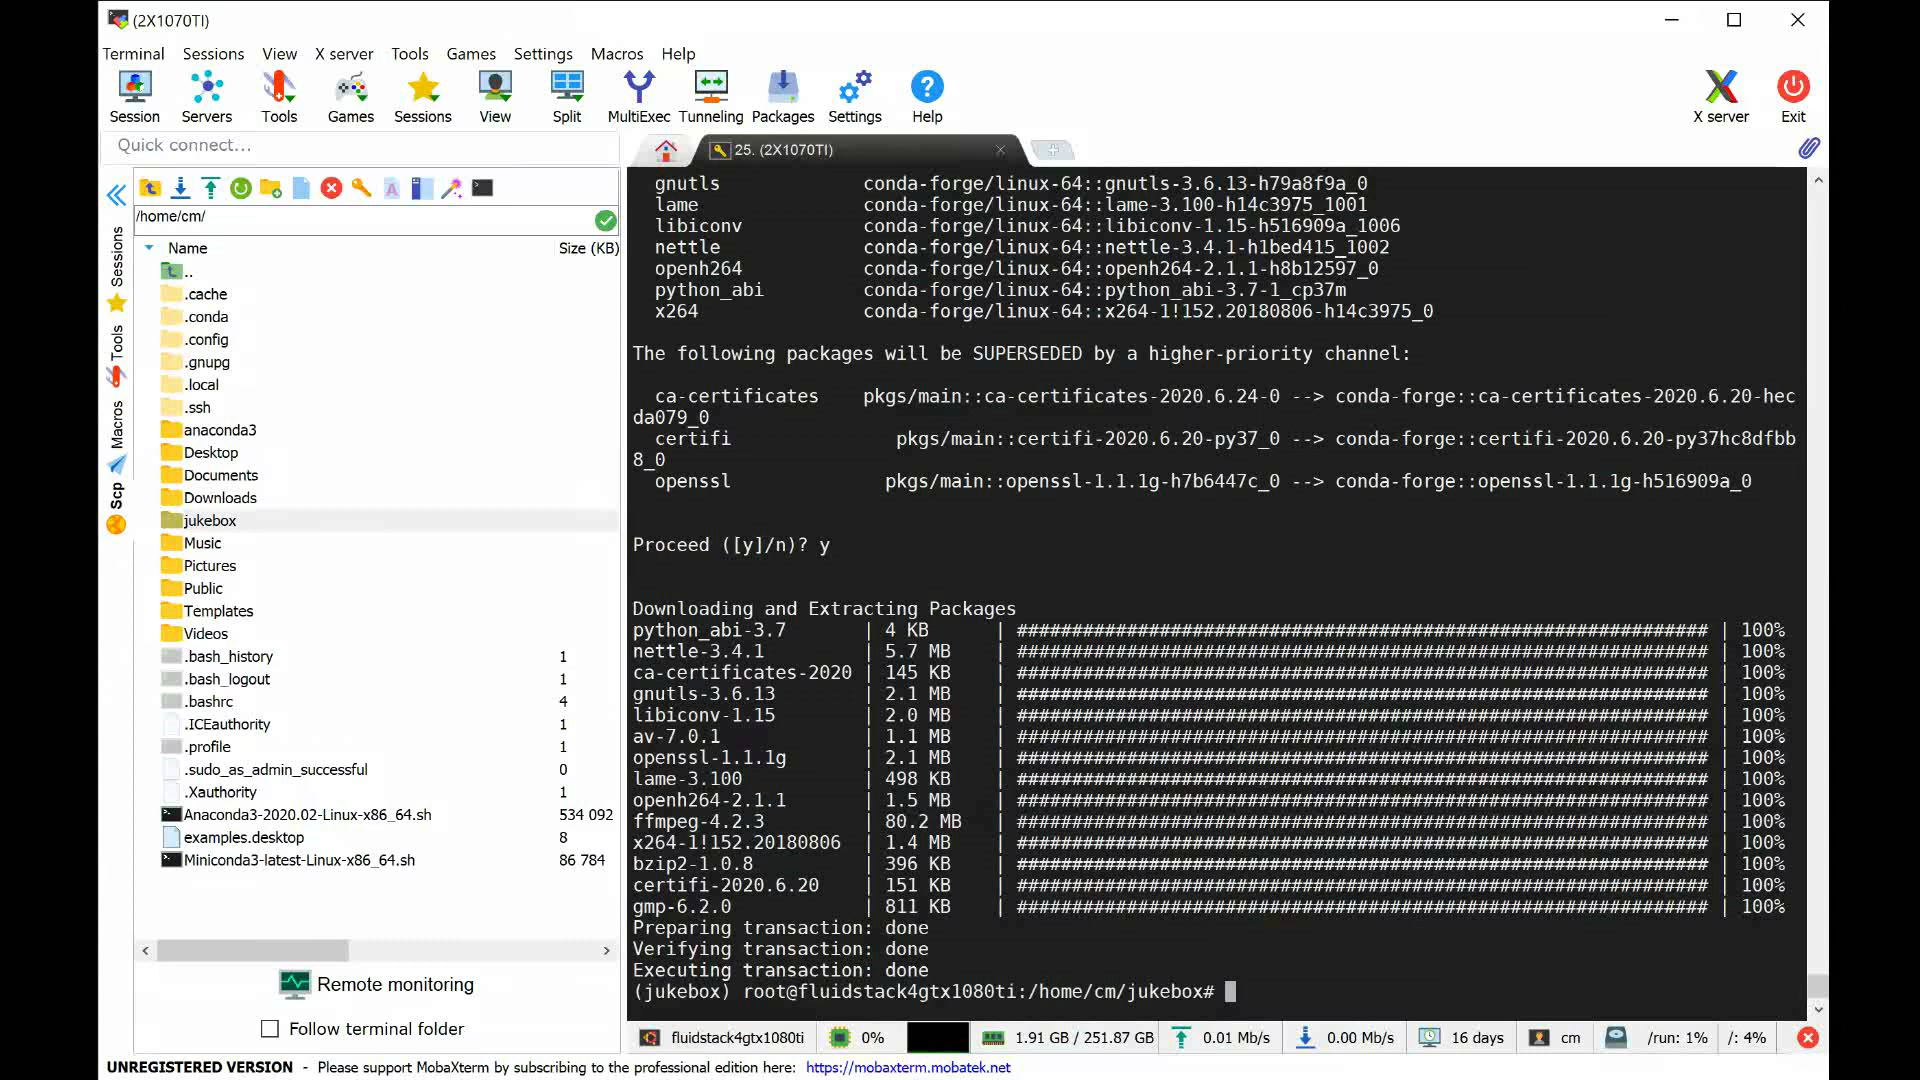 (2X1070TI)
Terminal Sessions View X server Tools Games Settings Macros Help
Session Servers Tools Games Sessions View Split MultiExec Tunneling Packages Settings Help X server Exit
Quick connect...
25. (2X1070TI)
Sessions
Tools
Macros
Scp
/home/cm/
Name Size (KB)
..
.cache
.conda
.config
.gnupg
.local
.ssh
anaconda3
Desktop
Documents
Downloads
jukebox
Music
Pictures
Public
Templates
Videos
.bash_history 1
.bash_logout 1
.bashrc 4
.ICEauthority 1
.profile 1
.sudo_as_admin_successful 0
.Xauthority 1
Anaconda3-2020.02-Linux-x86_64.sh 534 092
examples.desktop 8
Miniconda3-latest-Linux-x86_64.sh 86 784
Remote monitoring
Follow terminal folder
gnutls conda-forge/linux-64::gnutls-3.6.13-h79a8f9a_0
lame conda-forge/linux-64::lame-3.100-h14c3975_1001
libiconv conda-forge/linux-64::libiconv-1.15-h516909a_1006
nettle conda-forge/linux-64::nettle-3.4.1-h1bed415_1002
openh264 conda-forge/linux-64::openh264-2.1.1-h8b12597_0
python_abi conda-forge/linux-64::python_abi-3.7-1_cp37m
x264 conda-forge/linux-64::x264-1!152.20180806-h14c3975_0
The following packages will be SUPERSEDED by a higher-priority channel:
ca-certificates pkgs/main::ca-certificates-2020.6.24-0 --> conda-forge::ca-certificates-2020.6.20-hec
da079_0
certifi pkgs/main::certifi-2020.6.20-py37_0 --> conda-forge::certifi-2020.6.20-py37hc8dfbb
8_0
openssl pkgs/main::openssl-1.1.1g-h7b6447c_0 --> conda-forge::openssl-1.1.1g-h516909a_0
Proceed ([y]/n)? y
Downloading and Extracting Packages
python_abi-3.7 | 4 KB | ############################################################### | 100%
nettle-3.4.1 | 5.7 MB | ############################################################### | 100%
ca-certificates-2020 | 145 KB | ############################################################### | 100%
gnutls-3.6.13 | 2.1 MB | ############################################################### | 100%
libiconv-1.15 | 2.0 MB | ############################################################### | 100%
av-7.0.1 | 1.1 MB | ############################################################### | 100%
openssl-1.1.1g | 2.1 MB | ############################################################### | 100%
lame-3.100 | 498 KB | ############################################################### | 100%
openh264-2.1.1 | 1.5 MB | ############################################################### | 100%
ffmpeg-4.2.3 | 80.2 MB | ############################################################### | 100%
x264-1!152.20180806 | 1.4 MB | ############################################################### | 100%
bzip2-1.0.8 | 396 KB | ############################################################### | 100%
certifi-2020.6.20 | 151 KB | ############################################################### | 100%
gmp-6.2.0 | 811 KB | ############################################################### | 100%
Preparing transaction: done
Verifying transaction: done
Executing transaction: done
(jukebox) root@fluidstack4gtx1080ti:/home/cm/jukebox#
fluidstack4gtx1080ti 0% 1.91 GB / 251.87 GB 0.01 Mb/s 0.00 Mb/s 16 days cm /run: 1% /: 4%
UNREGISTERED VERSION - Please support MobaXterm by subscribing to the professional edition here: https://mobaxterm.mobatek.net